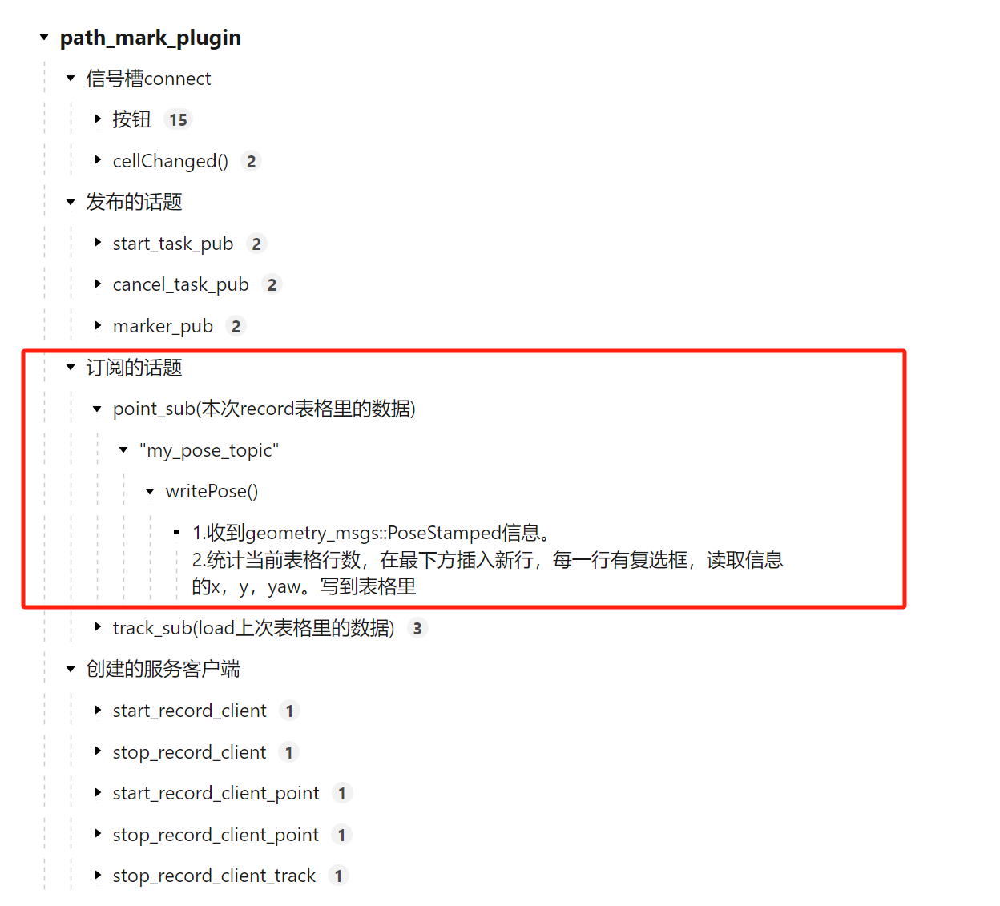 path_mark_plugin
信号槽connect
按钮 15
cellChanged() 2
发布的话题
start_task_pub 2
cancel_task_pub 2
marker_pub 2
订阅的话题
point_sub(本次record表格里的数据)
"my_pose_topic"
writePose()
1.收到geometry_msgs::PoseStamped信息。
2.统计当前表格行数，在最下方插入新行，每一行有复选框，读取信息
的x，y，yaw。写到表格里
track_sub(load上次表格里的数据) 3
创建的服务客户端
start_record_client 1
stop_record_client 1
start_record_client_point 1
stop_record_client_point 1
stop_record_client_track 1